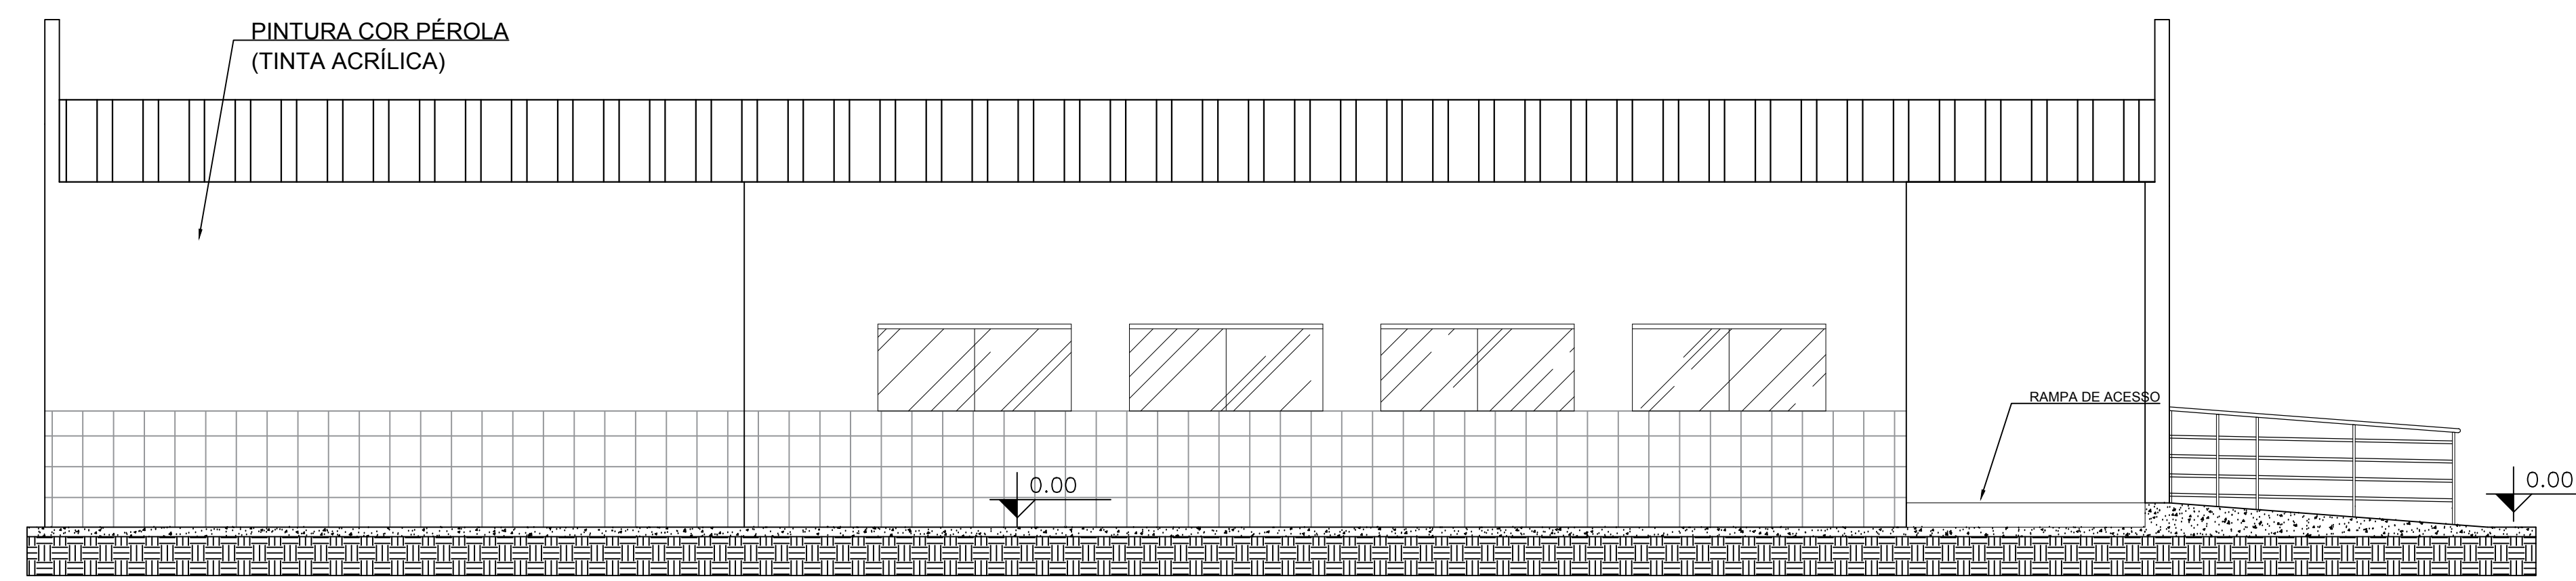 PINTURA COR PÉROLA
(TINTA ACRÍLICA)
RAMPA DE ACESSO
0.00
0.00